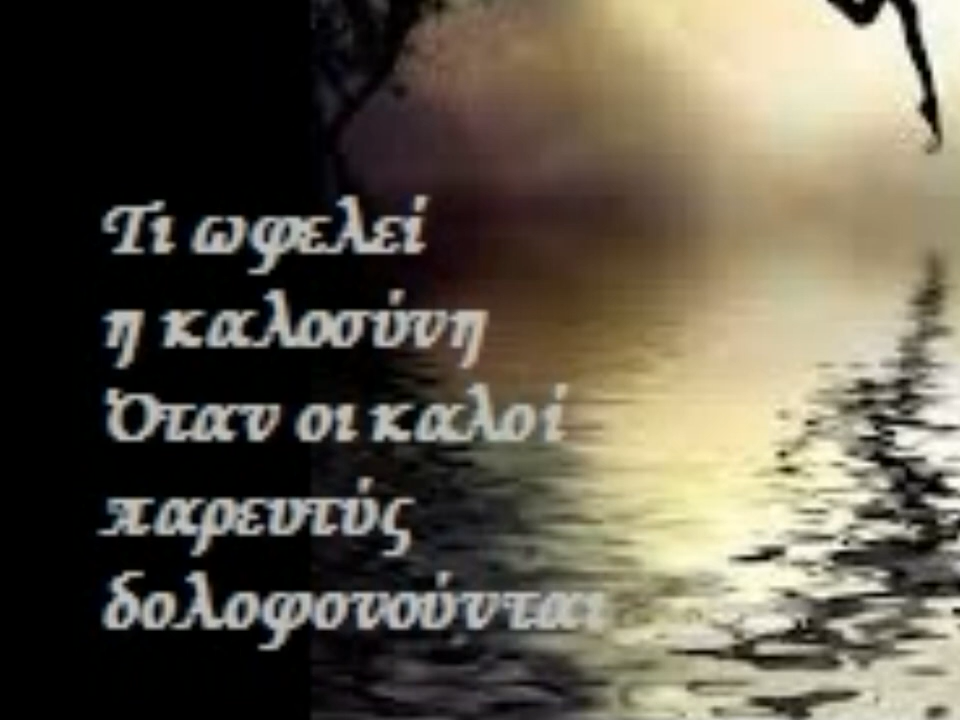 Τι ωφελεί
η καλοσύνη
Όταν οι καλοί
παρευτύς
δολοφονούνται